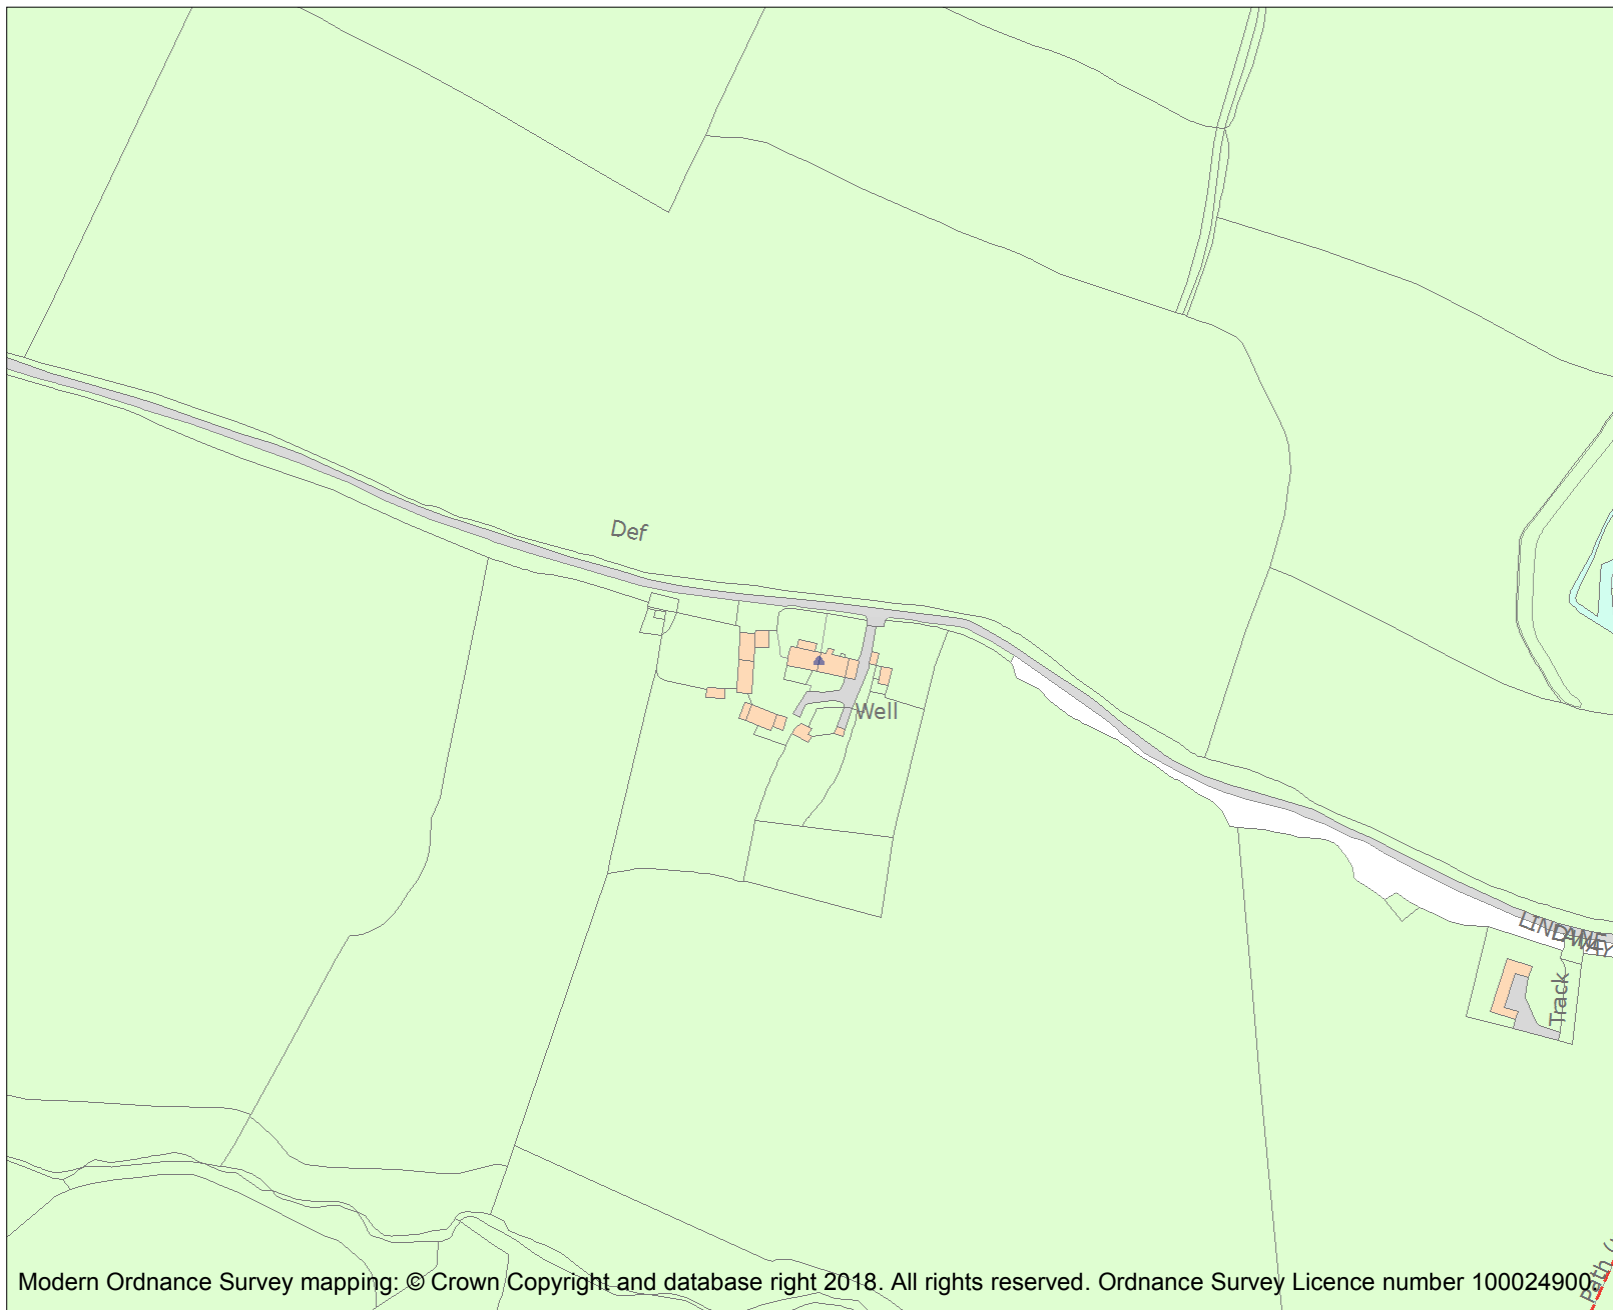 Def
Well
Track
Path (
Modern Ordnance Survey mapping: © Crown Copyright and database right 2018. All rights reserved. Ordnance Survey Licence number 100024900.